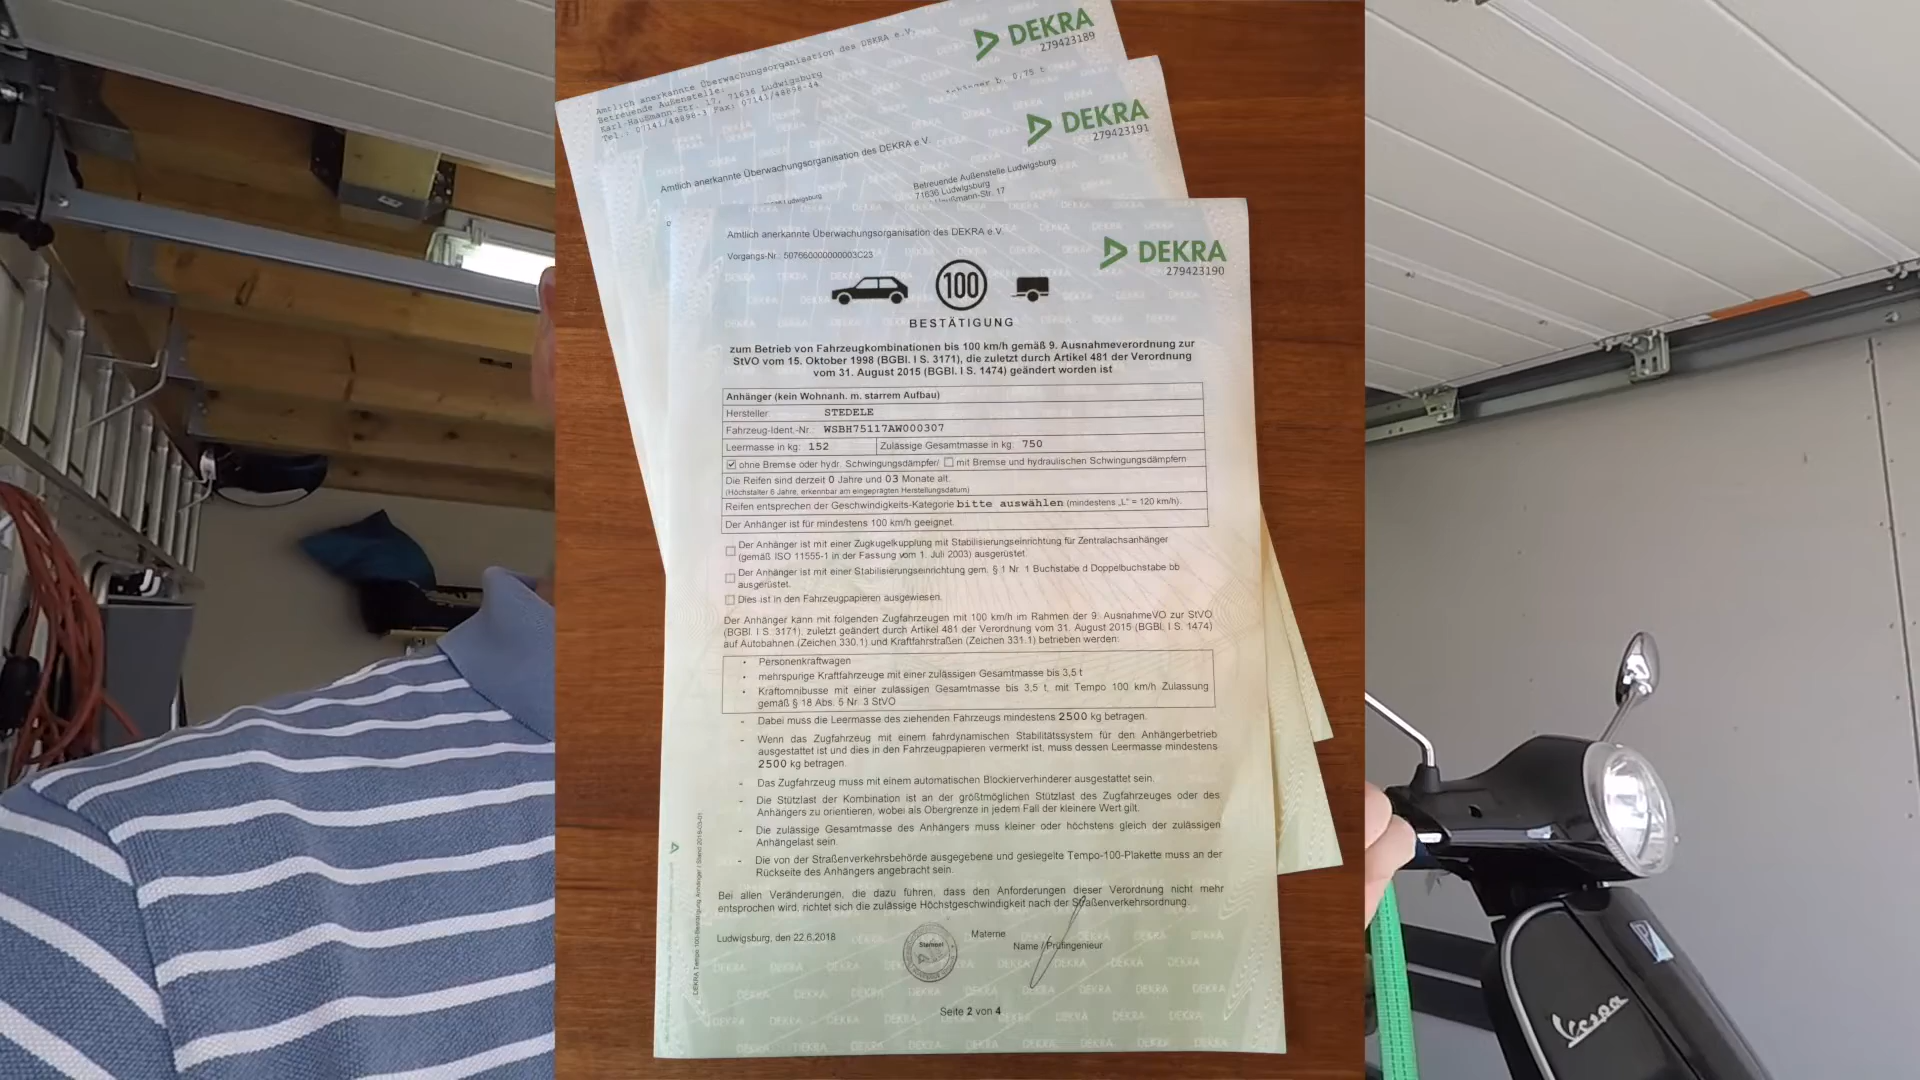 DEKRA
279423189
Amtlich anerkannte Überwachungsorganisation des DEKRA e.V.
Betreuende Außenstelle:
Karl-Haußmann-Str. 17, 71636 Ludwigsburg
Tel.: 07141/48898-3 Fax: 07141/48898-44
0,75 t
DEKRA
279423191
Amtlich anerkannte Überwachungsorganisation des DEKRA e.V.
Betreuende Außenstelle Ludwigsburg
71636 Ludwigsburg
Ludwigsburg
DEKRA
279423190
Amtlich anerkannte Überwachungsorganisation des DEKRA e.V.
Vorgangs-Nr.: 507660000000003C23
100
BESTÄTIGUNG
zum Betrieb von Fahrzeugkombinationen bis 100 km/h gemäß 9. Ausnahmeverordnung zur
StVO vom 15. Oktober 1998 (BGBl. I S. 3171), die zuletzt durch Artikel 481 der Verordnung
vom 31. August 2015 (BGBl. I S. 1474) geändert worden ist
Anhänger (kein Wohnanh. m. starrem Aufbau)
Hersteller: STEDELE
Fahrzeug-Ident.-Nr.: WSBH75117AW000307
Leermasse in kg: 152 Zulässige Gesamtmasse in kg: 750
ohne Bremse oder hydr. Schwingungsdämpfer/ mit Bremse und hydraulischen Schwingungsdämpfern
Die Reifen sind derzeit 0 Jahre und 03 Monate alt.
(Höchstalter 6 Jahre, erkennbar am eingeprägten Herstellungsdatum)
Reifen entsprechen der Geschwindigkeits-Kategorie bitte auswählen (mindestens „L" = 120 km/h).
Der Anhänger ist für mindestens 100 km/h geeignet.
Der Anhänger ist mit einer Zugkugelkupplung mit Stabilisierungseinrichtung für Zentralachsanhänger
(gemäß ISO 11555-1 in der Fassung vom 1. Juli 2003) ausgerüstet.
Der Anhänger ist mit einer Stabilisierungseinrichtung gem. § 1 Nr. 1 Buchstabe d Doppelbuchstabe bb
ausgerüstet.
Dies ist in den Fahrzeugpapieren ausgewiesen.
Der Anhänger kann mit folgenden Zugfahrzeugen mit 100 km/h im Rahmen der 9. AusnahmeVO zur StVO
(BGBl. I S. 3171), zuletzt geändert durch Artikel 481 der Verordnung vom 31. August 2015 (BGBl. I S. 1474)
auf Autobahnen (Zeichen 330.1) und Kraftfahrstraßen (Zeichen 331.1) betrieben werden:
• Personenkraftwagen
• mehrspurige Kraftfahrzeuge mit einer zulässigen Gesamtmasse bis 3,5 t
• Kraftomnibusse mit einer zulässigen Gesamtmasse bis 3,5 t, mit Tempo 100 km/h Zulassung
gemäß § 18 Abs. 5 Nr. 3 StVO
- Dabei muss die Leermasse des ziehenden Fahrzeugs mindestens 2500 kg betragen.
- Wenn das Zugfahrzeug mit einem fahrdynamischen Stabilitätssystem für den Anhängerbetrieb
ausgestattet ist und dies in den Fahrzeugpapieren vermerkt ist, muss dessen Leermasse mindestens
2500 kg betragen.
- Das Zugfahrzeug muss mit einem automatischen Blockierverhinderer ausgestattet sein.
- Die Stützlast der Kombination ist an der größtmöglichen Stützlast des Zugfahrzeuges oder des
Anhängers zu orientieren, wobei als Obergrenze in jedem Fall der kleinere Wert gilt.
- Die zulässige Gesamtmasse des Anhängers muss kleiner oder höchstens gleich der zulässigen
Anhängelast sein.
- Die von der Straßenverkehrsbehörde ausgegebene und gesiegelte Tempo-100-Plakette muss an der
Rückseite des Anhängers angebracht sein.
Bei allen Veränderungen, die dazu führen, dass den Anforderungen dieser Verordnung nicht mehr
entsprochen wird, richtet sich die zulässige Höchstgeschwindigkeit nach der Straßenverkehrsordnung.
Ludwigsburg, den 22.6.2018
Stempel
Materne
Name / Prüfingenieur
Seite 2 von 4
Vespa